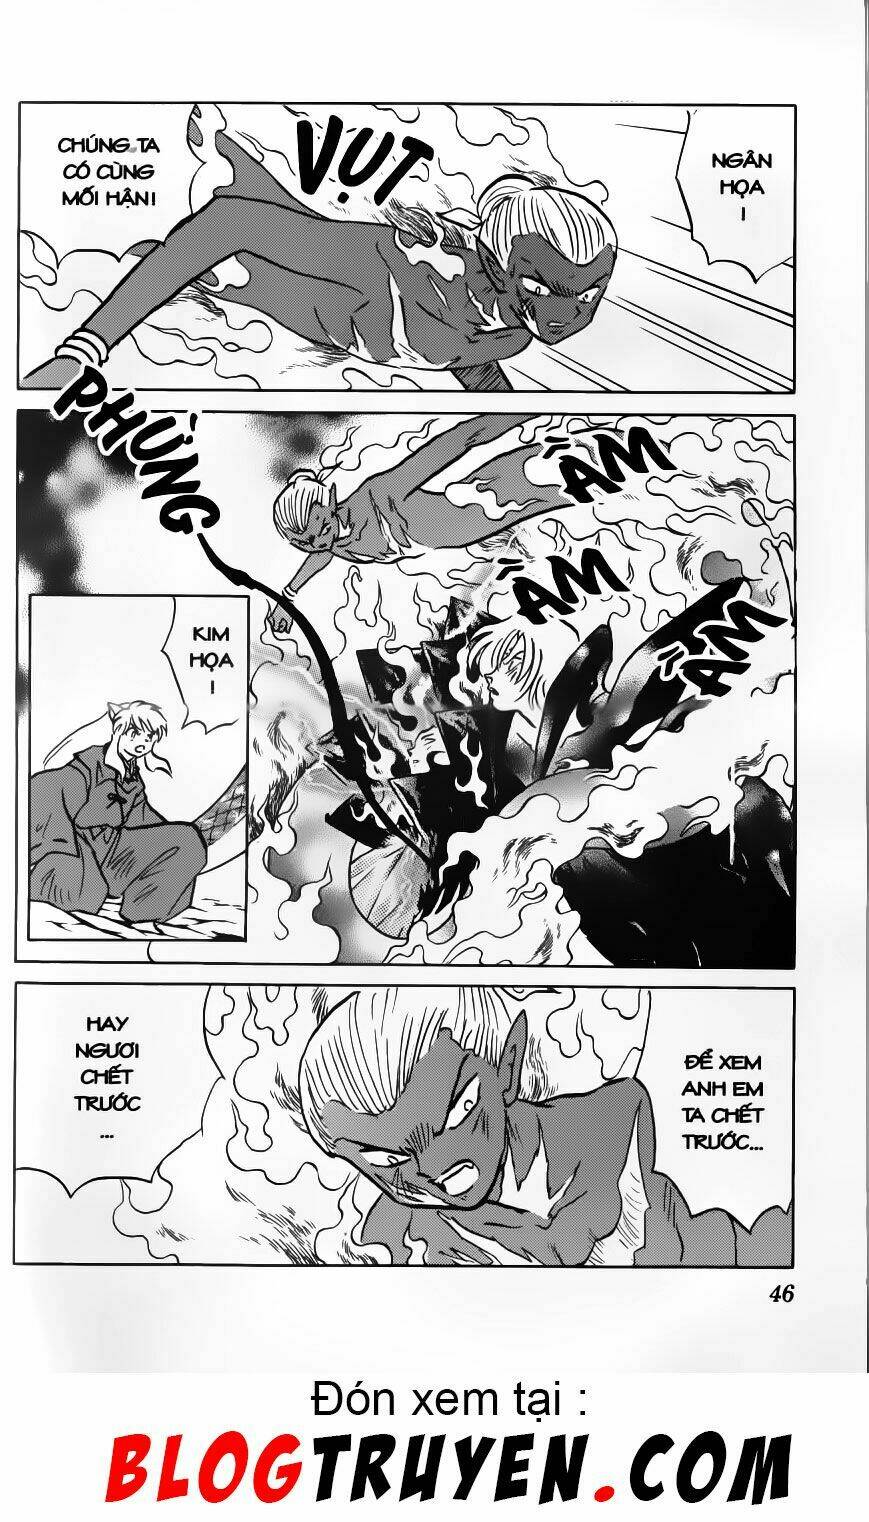 NGÂN
HỌA
!
VỤT
CHÚNG TA
CÓ CÙNG
MỐI HẬN!
PHÙNG
ẦM
ẦM
ẦM
KIM
HỌA
!
ĐỂ XEM
ANH EM
TA CHẾT
TRƯỚC...
HAY
NGƯƠI
CHẾT
TRƯỚC
...
46
Đón xem tại :
BLOGTRUYEN.COM